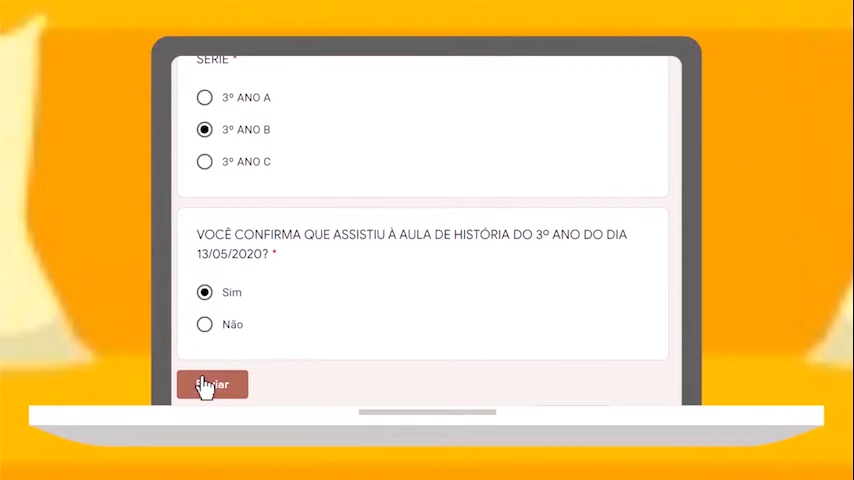 SÉRIE *
3º ANO A
3º ANO B
3º ANO C
VOCÊ CONFIRMA QUE ASSISTIU À AULA DE HISTÓRIA DO 3º ANO DO DIA
13/05/2020? *
Sim
Não
Enviar